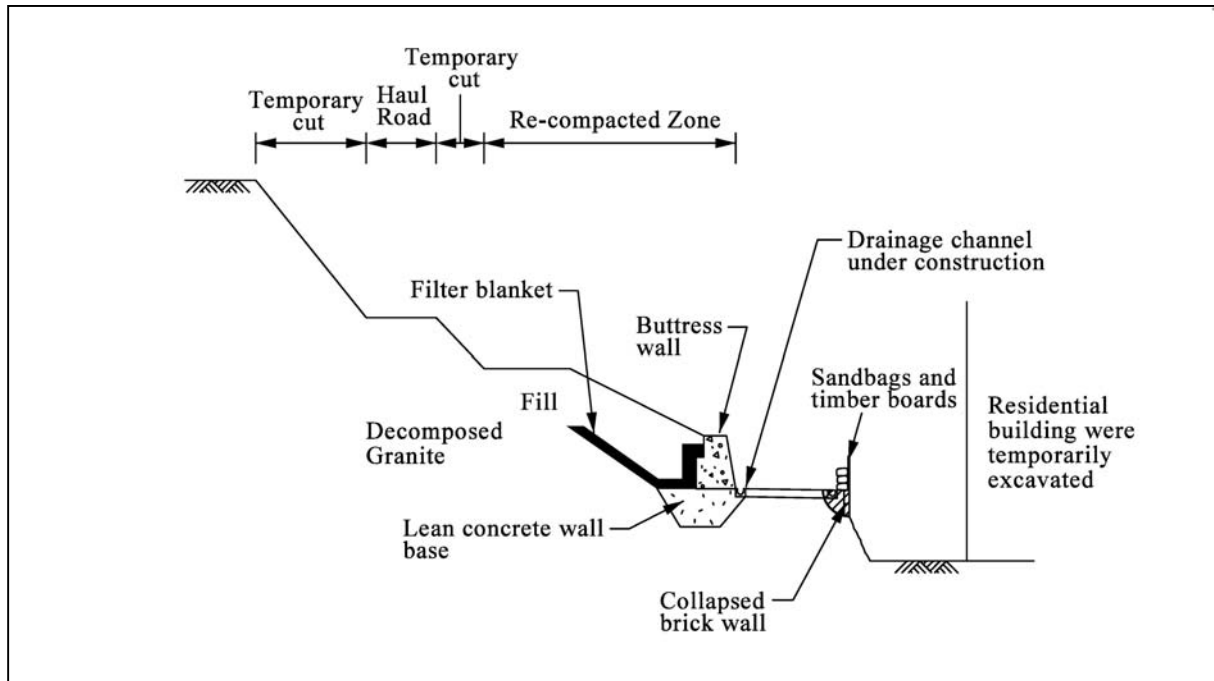 Temporary
cut
Temporary
cut
Haul
Road
Re-compacted Zone
Drainage channel
under construction
Filter blanket
Buttress
wall
Sandbags and
timber boards
Fill
Residential
building were
temporarily
excavated
Decomposed
Granite
Lean concrete wall
base
Collapsed
brick wall